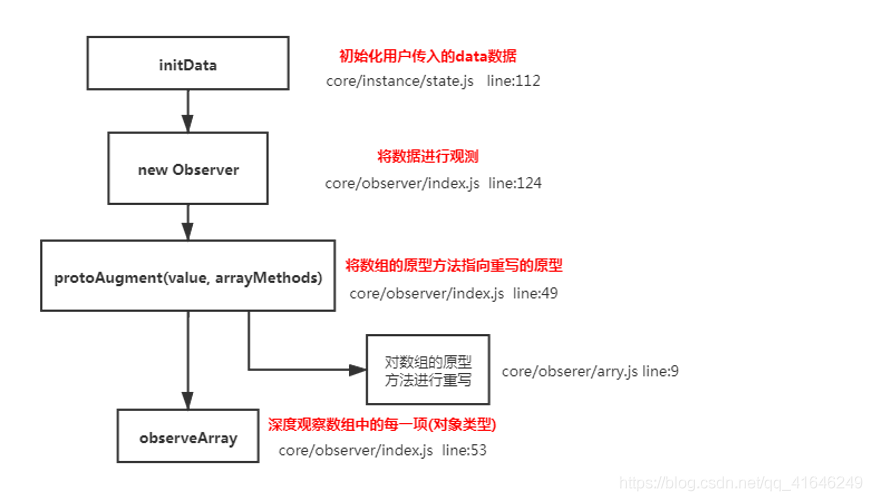 initData
初始化用户传入的data数据
core/instance/state.js line:112
new Observer
将数据进行观测
core/observer/index.js line:124
protoAugment(value, arrayMethods)
将数组的原型方法指向重写的原型
core/observer/index.js line:49
对数组的原型
方法进行重写
core/obserer/arry.js line:9
observeArray
深度观察数组中的每一项(对象类型)
core/observer/index.js line:53
https://blog.csdn.net/qq_41646249